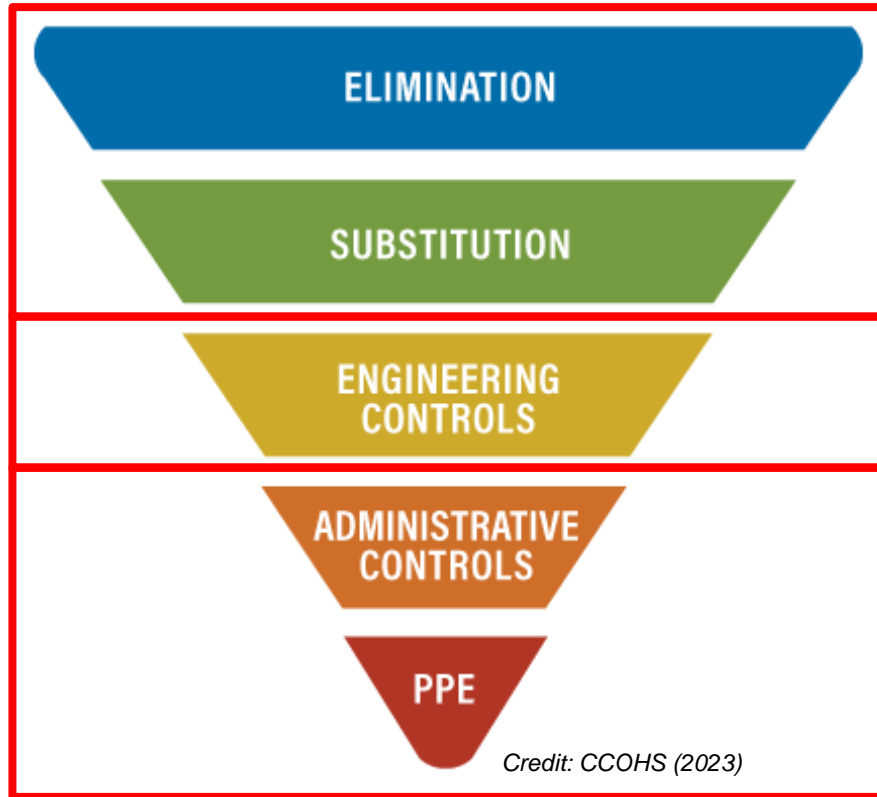 ELIMINATION
SUBSTITUTION
ENGINEERING
CONTROLS
ADMINISTRATIVE
CONTROLS
PPE
Credit: CCOHS (2023)